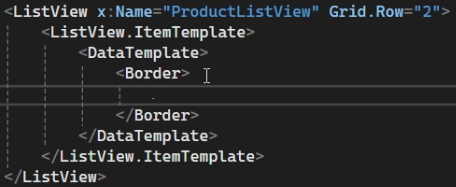 <ListView x:Name="ProductListView" Grid.Row="2">
<ListView.ItemTemplate>
<DataTemplate>
<Border>
</Border>
</DataTemplate>
</ListView.ItemTemplate>
</ListView>